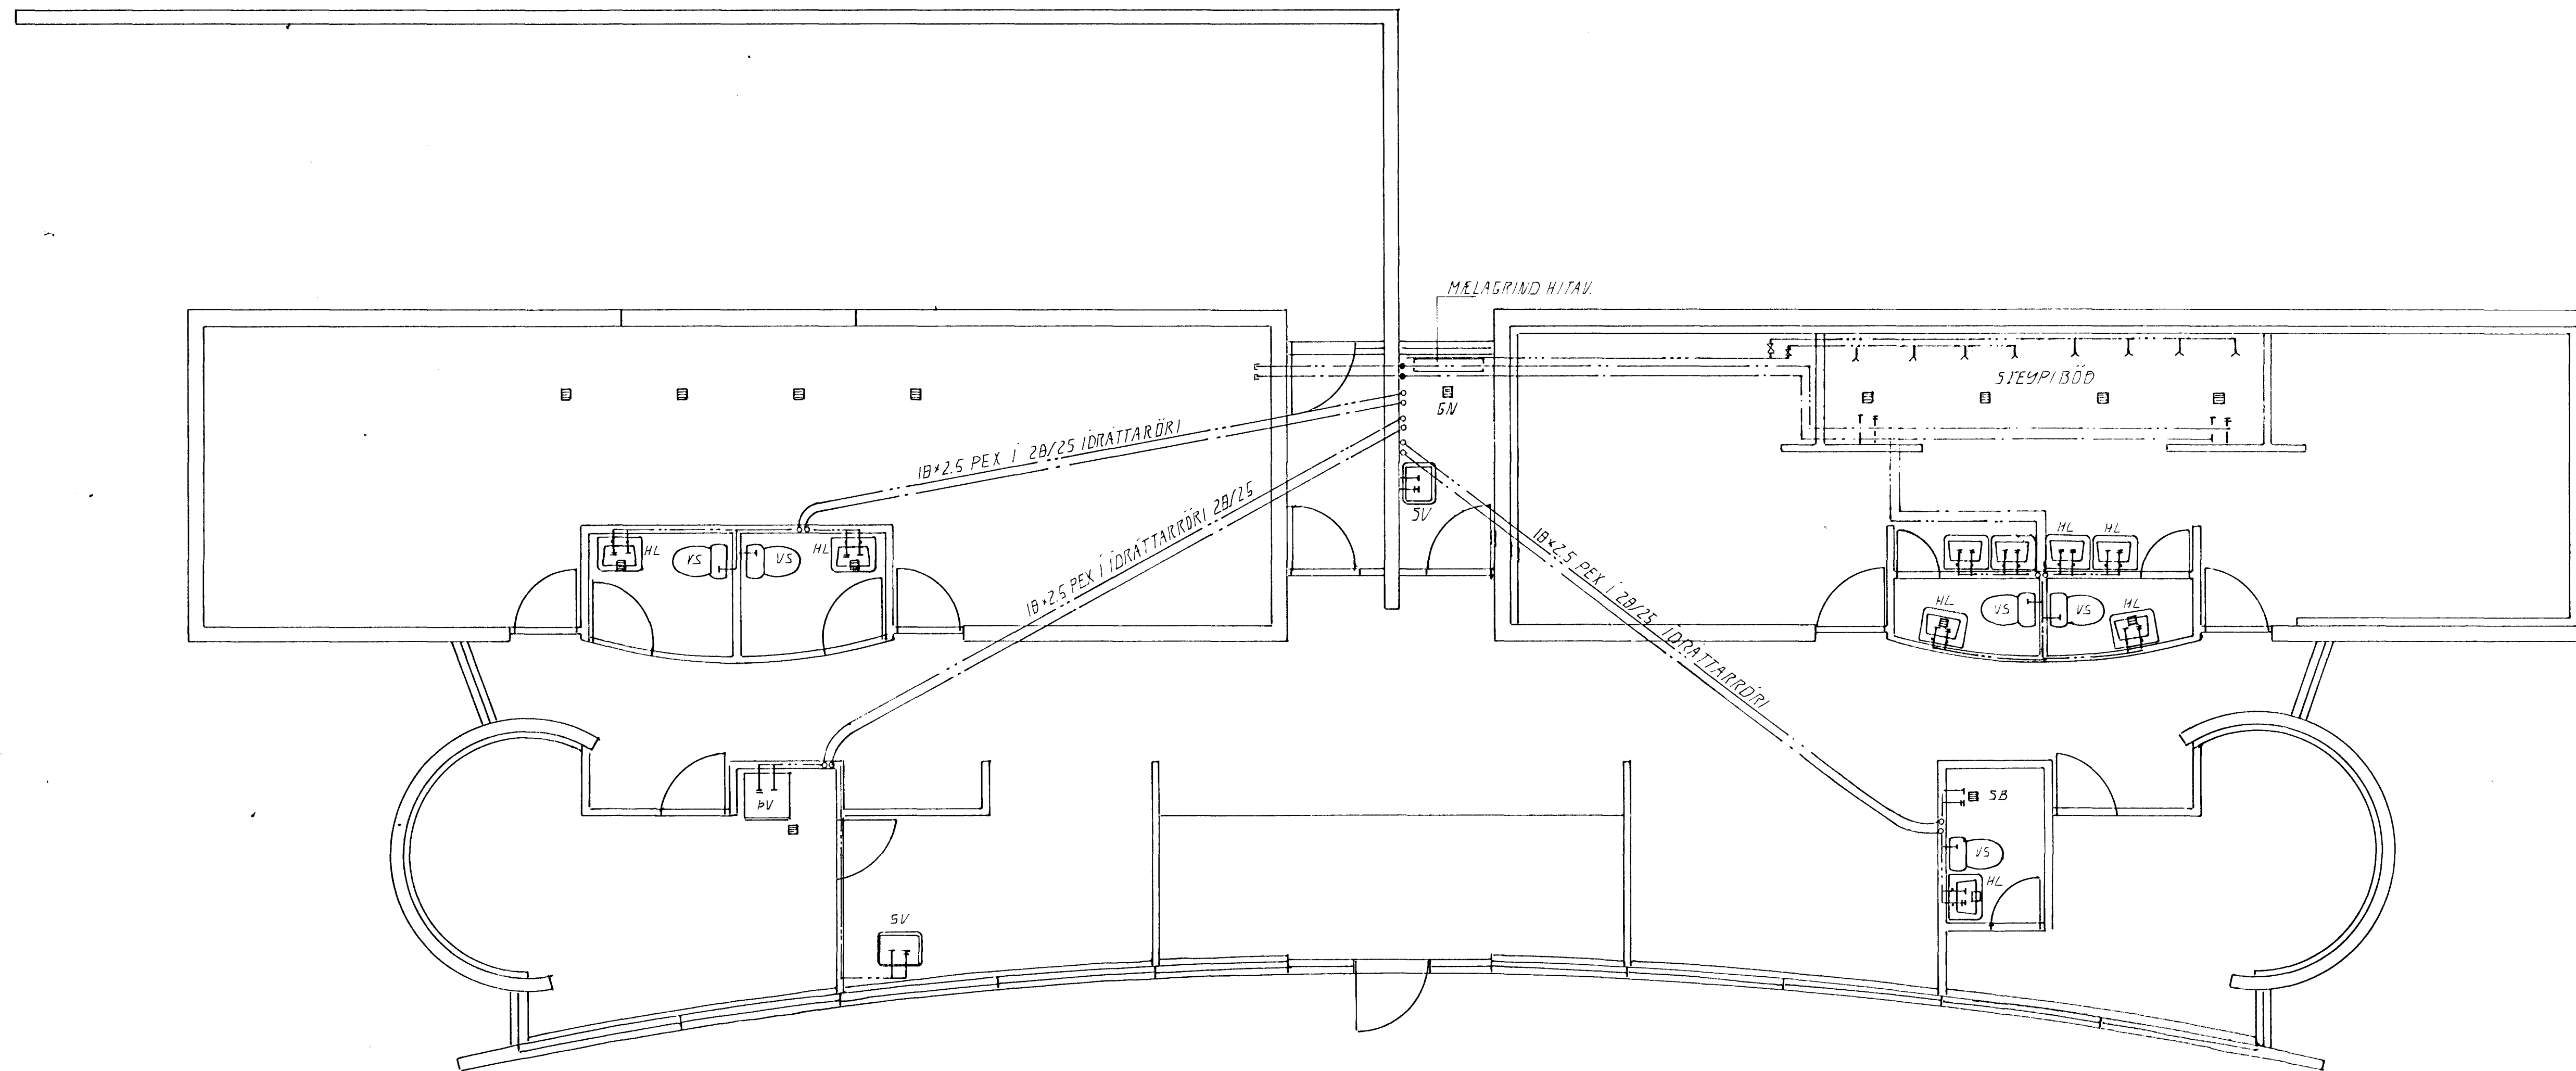 MÆLAGRIND HITAV.
STEYPIBÖÐ
GN
18*2.5 PEX Í 28/25 ÍDRÁTTARÖRI
18*2.5 PEX Í ÍDRÁTTARRÖRI 28/25
18*2.5 PEX Í 28/25 ÍDRÁTTARRÖRI
SV
HL
VS
VS
HL
HL
HL
HL
VS
VS
HL
ÞV
SB
VS
HL
SV